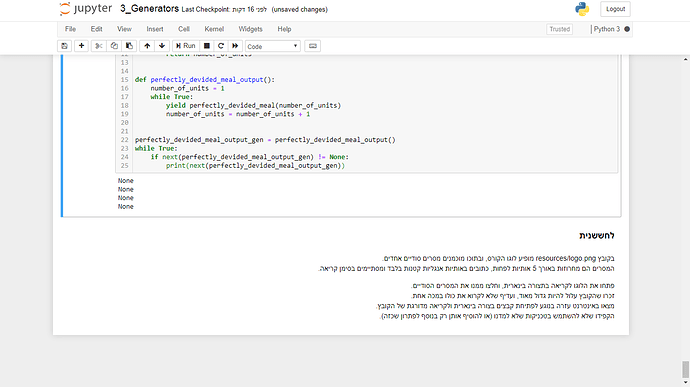 jupyter 3_Generators Last Checkpoint: לפני 16 דקות (unsaved changes)
Logout
File Edit View Insert Cell Kernel Widgets Help
Trusted Python 3
Run Code
13
14
15 def perfectly_devided_meal_output():
16 number_of_units = 1
17 while True:
18 yield perfectly_devided_meal(number_of_units)
19 number_of_units = number_of_units + 1
20
21
22 perfectly_devided_meal_output_gen = perfectly_devided_meal_output()
23 while True:
24 if next(perfectly_devided_meal_output_gen) != None:
25 print(next(perfectly_devided_meal_output_gen))
None
None
None
None
לחששנית
בקובץ resources/logo.png מופיע לוגו הקורס, ובתוכו מוכמנים מסרים סודיים אחדים.
המסרים הם מחרוזות באורך 5 אותיות לפחות, כתובים באותיות אנגליות קטנות בלבד ומסתיימים בסימן קריאה.
פתחו את הלוגו לקריאה בתצורה בינארית, וחלצו ממנו את המסרים הסודיים.
זכרו שהקובץ עלול להיות גדול מאוד, ועדיף שלא לקרוא את כולו במכה אחת.
מצאו באינטרנט עזרה בנוגע לפתיחת קבצים בצורה בינארית ולקריאה מדורגת של הקובץ.
הקפידו שלא להשתמש בטכניקות שלא למדנו (או להוסיף אותן רק בנוסף לפתרון שכזה).